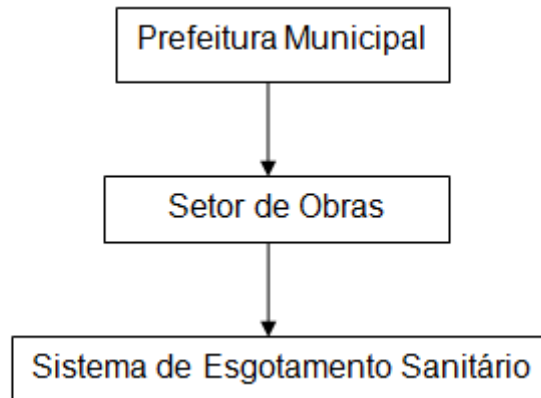 Prefeitura Municipal
Setor de Obras
Sistema de Esgotamento Sanitário